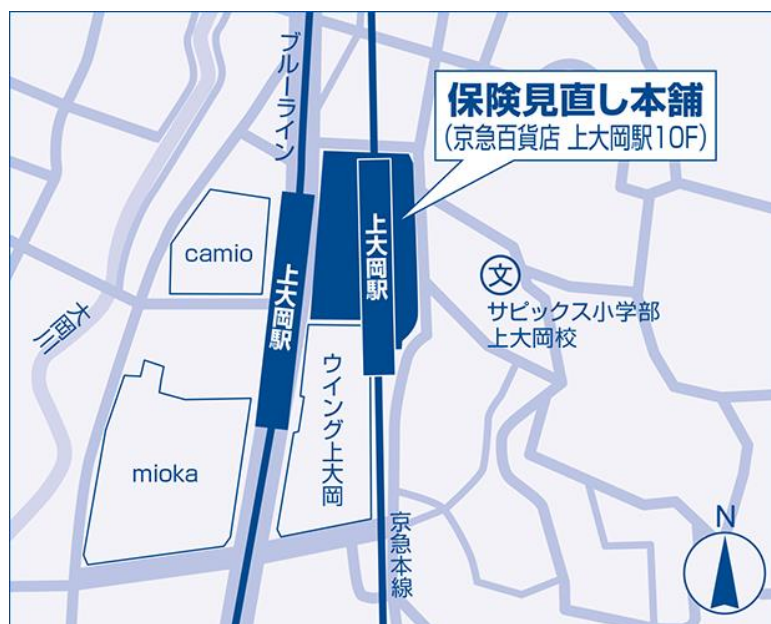 ブルーライン
保険見直し本舗
(京急百貨店 上大岡駅10F)
camio
上大岡駅
上大岡駅
文
サピックス小学部
上大岡校
大岡川
ウイング上大岡
mioka
京急本線
N